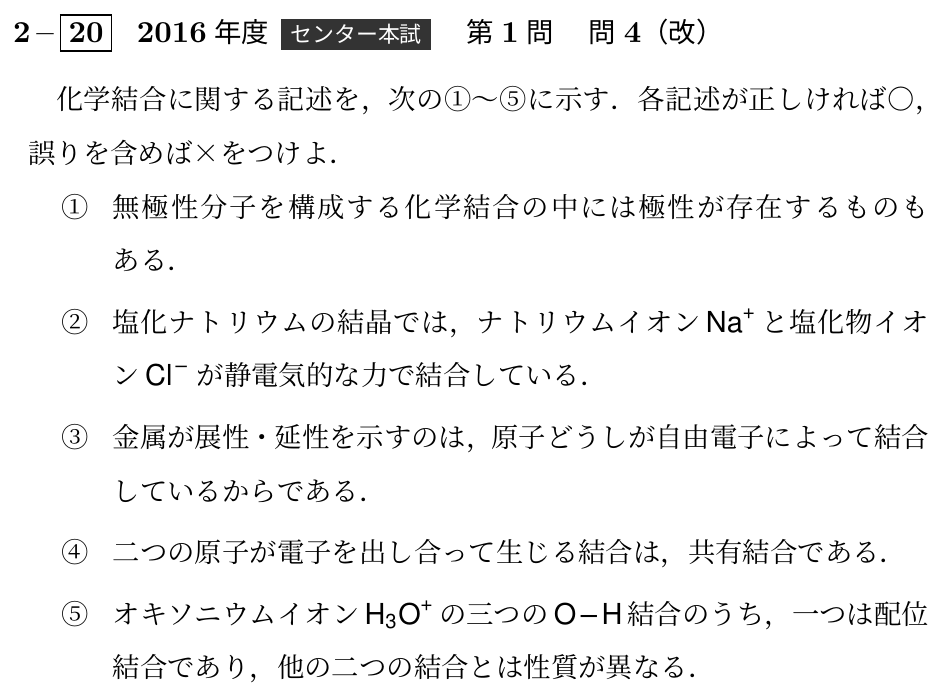 2－20 2016 年度 センター本試 第 1 問 問 4（改）
化学結合に関する記述を，次の①～⑤に示す．各記述が正しければ○，
誤りを含めば×をつけよ．
① 無極性分子を構成する化学結合の中には極性が存在するものも
ある．
② 塩化ナトリウムの結晶では，ナトリウムイオン Na⁺ と塩化物イオ
ン Cl⁻ が静電気的な力で結合している．
③ 金属が展性・延性を示すのは，原子どうしが自由電子によって結合
しているからである．
④ 二つの原子が電子を出し合って生じる結合は，共有結合である．
⑤ オキソニウムイオン H₃O⁺ の三つの O－H 結合のうち，一つは配位
結合であり，他の二つの結合とは性質が異なる．